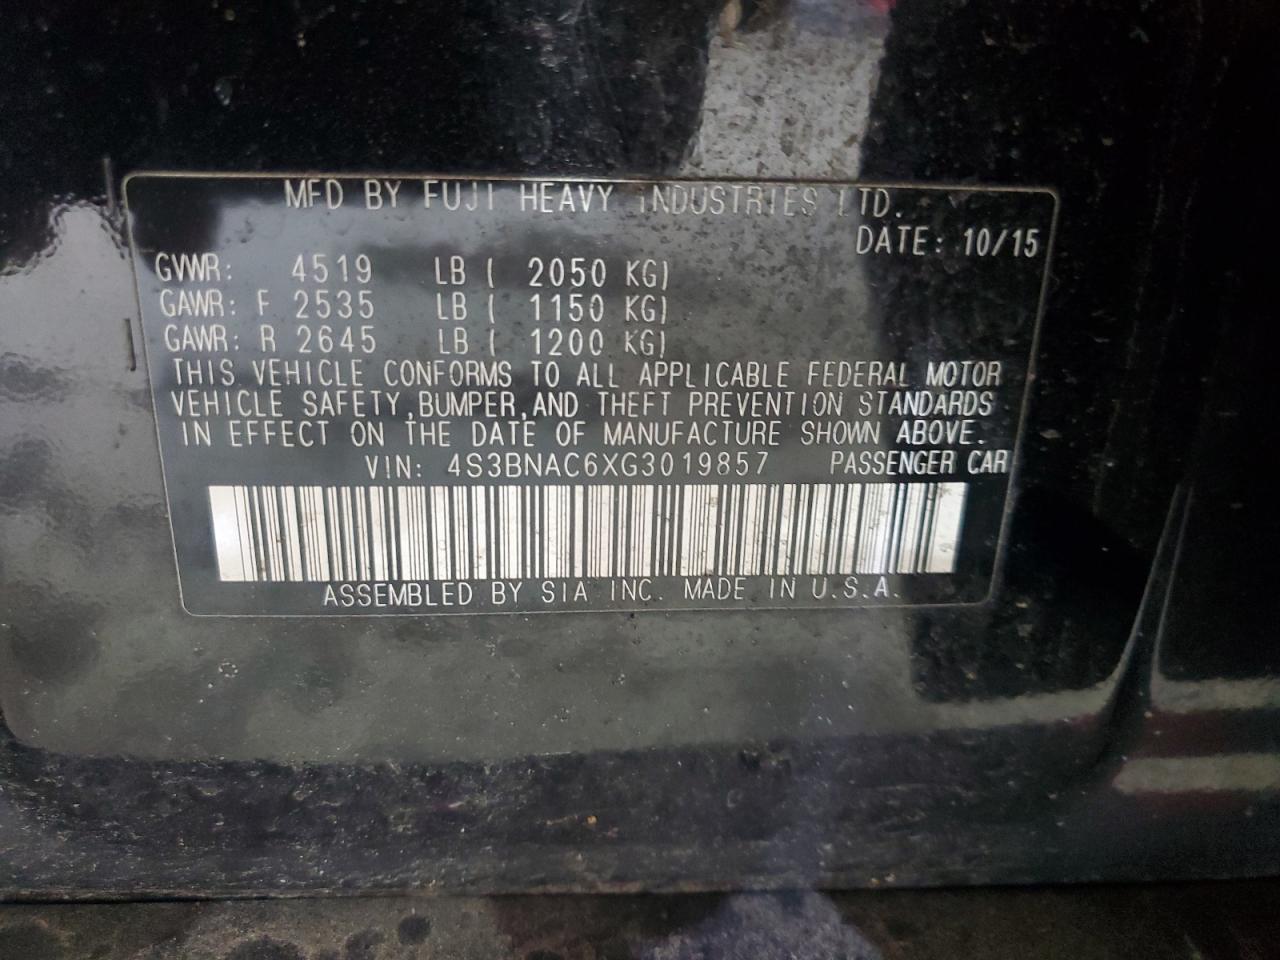 MFD BY FUJI HEAVY INDUSTRIES LTD.
DATE: 10/15
GVWR: 4519 LB ( 2050 KG)
GAWR: F 2535 LB ( 1150 KG)
GAWR: R 2645 LB ( 1200 KG)
THIS VEHICLE CONFORMS TO ALL APPLICABLE FEDERAL MOTOR
VEHICLE SAFETY,BUMPER,AND THEFT PREVENTION STANDARDS
IN EFFECT ON THE DATE OF MANUFACTURE SHOWN ABOVE.
VIN: 4S3BNAC6XG3019857 PASSENGER CAR
ASSEMBLED BY SIA INC. MADE IN U.S.A.